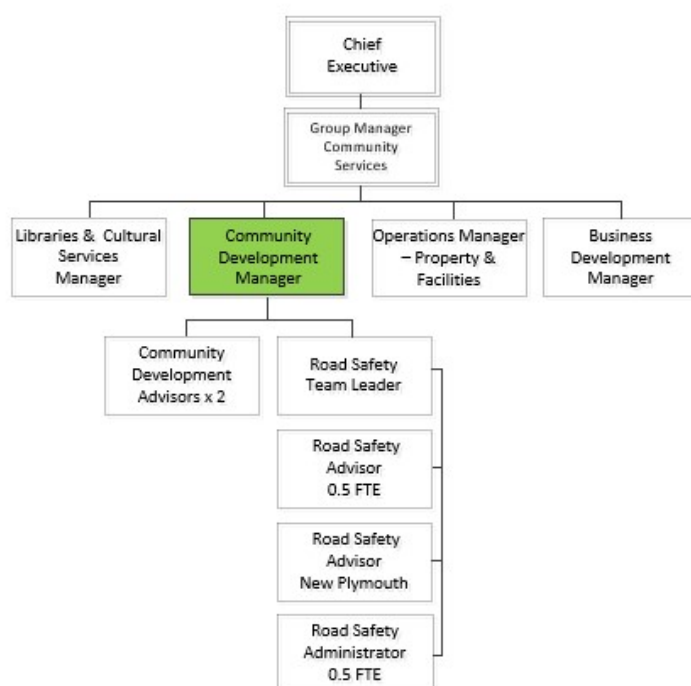 Chief
Executive
Group Manager
Community
Services
Libraries & Cultural
Services
Manager
Community
Development
Manager
Operations Manager
– Property &
Facilities
Business
Development
Manager
Community
Development
Advisors x 2
Road Safety
Team Leader
Road Safety
Advisor
0.5 FTE
Road Safety
Advisor
New Plymouth
Road Safety
Administrator
0.5 FTE